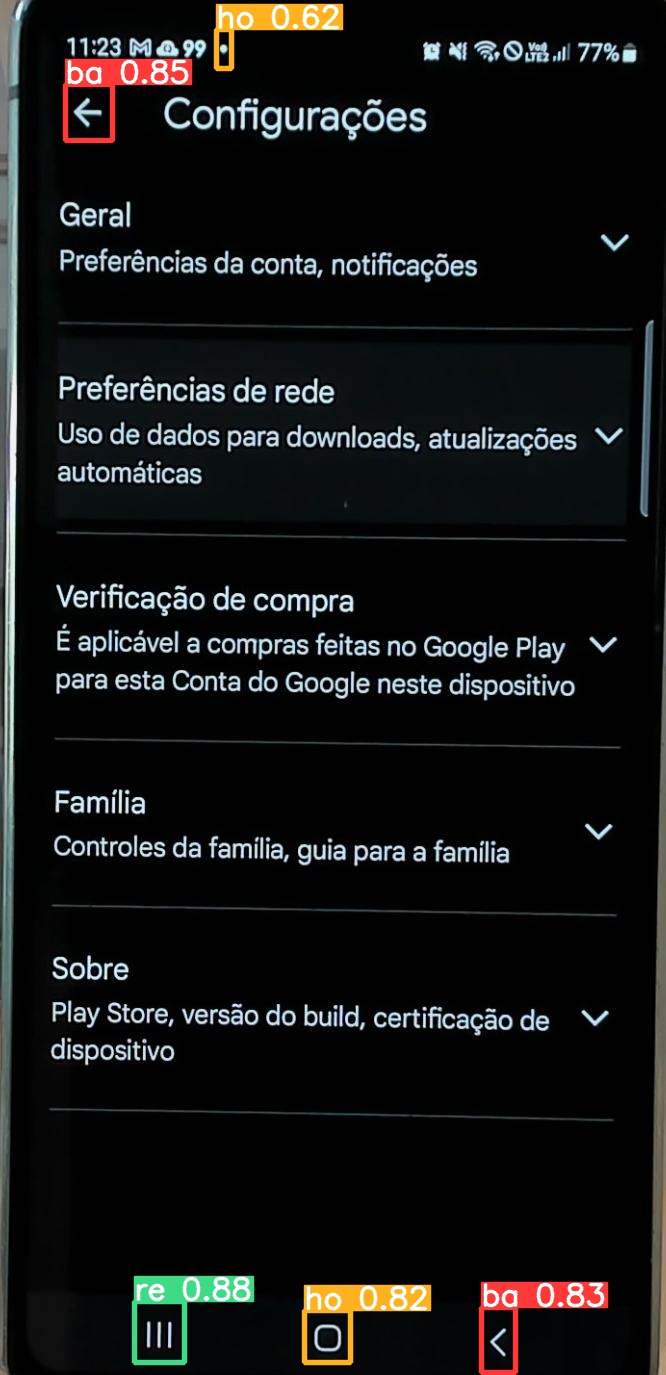 ho 0.62
11:23 99 VoD LTE2 77%
ba 0.85
Configurações
Geral
Preferências da conta, notificações
Preferências de rede
Uso de dados para downloads, atualizações
automáticas
Verificação de compra
É aplicável a compras feitas no Google Play
para esta Conta do Google neste dispositivo
Família
Controles da família, guia para a família
Sobre
Play Store, versão do build, certificação de
dispositivo
re 0.88
ho 0.82
ba 0.83